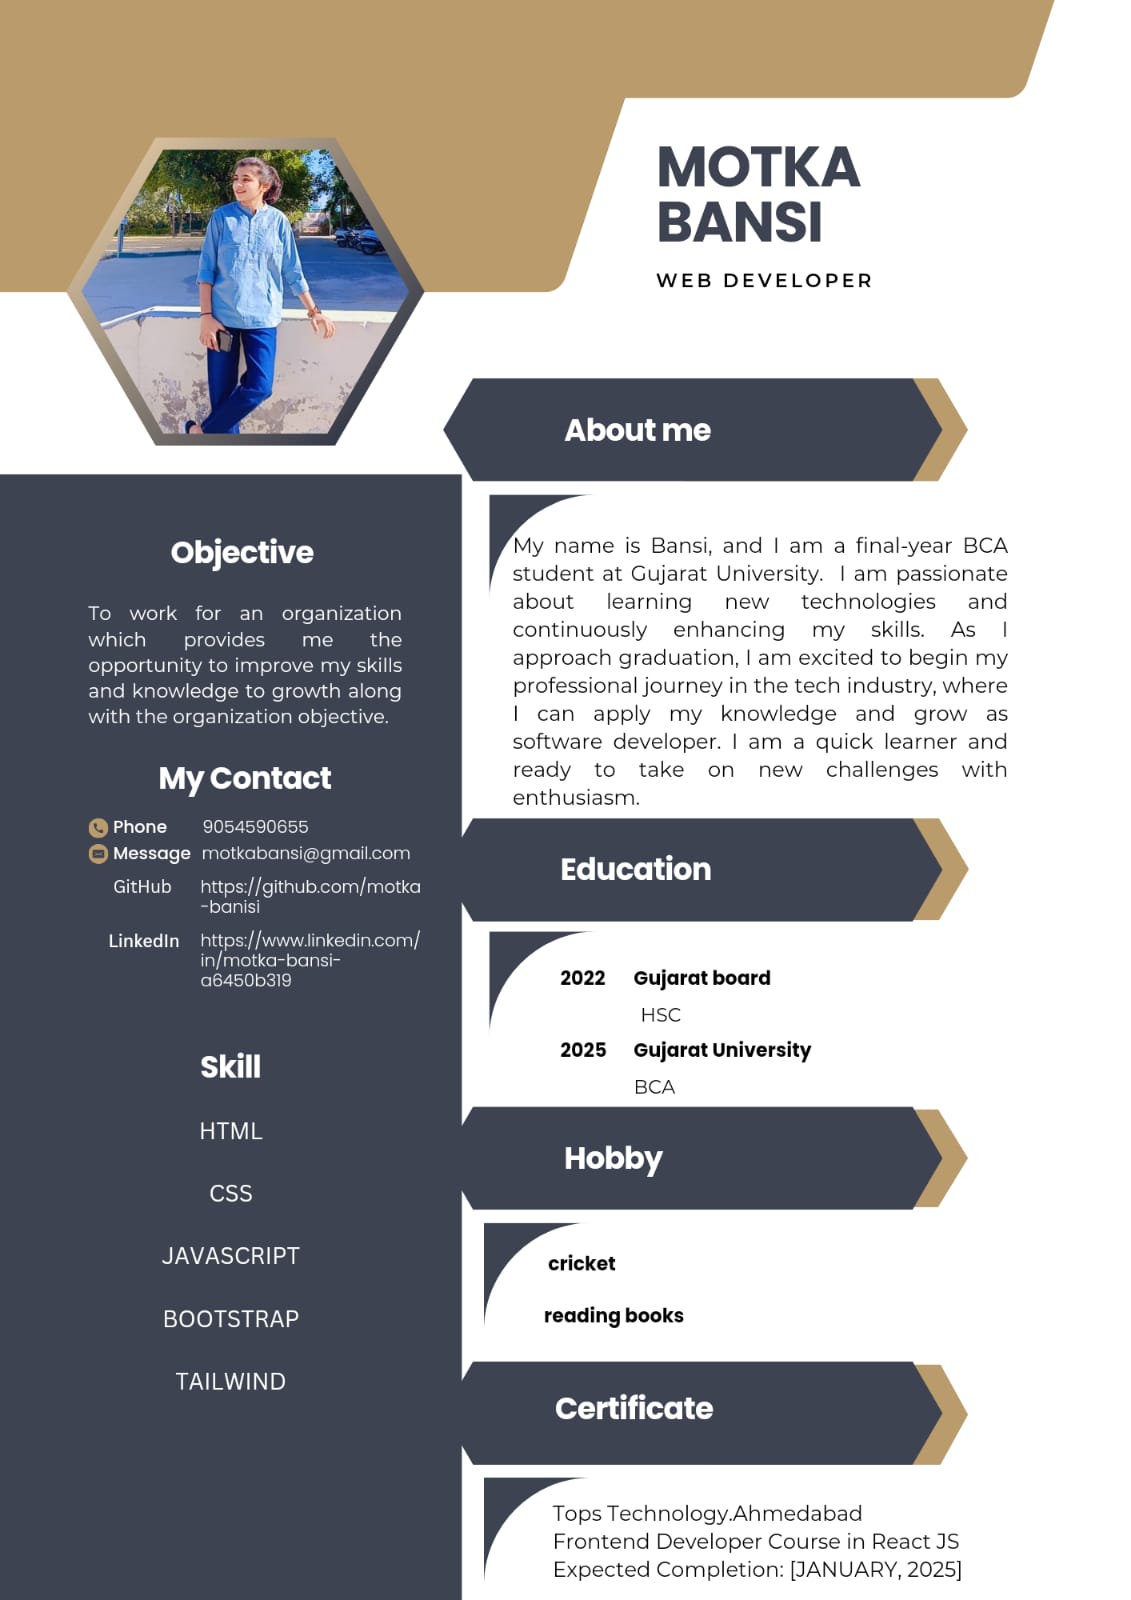 MOTKA
BANSI
WEB DEVELOPER
About me
My name is Bansi, and I am a final-year BCA
student at Gujarat University. I am passionate
about learning new technologies and
continuously enhancing my skills. As I
approach graduation, I am excited to begin my
professional journey in the tech industry, where
I can apply my knowledge and grow as
software developer. I am a quick learner and
ready to take on new challenges with
enthusiasm.
Objective
To work for an organization
which provides me the
opportunity to improve my skills
and knowledge to growth along
with the organization objective.
My Contact
Phone 9054590655
Message motkabansi@gmail.com
GitHub https://github.com/motka
-banisi
LinkedIn https://www.linkedin.com/
in/motka-bansi-
a6450b319
Skill
HTML
CSS
JAVASCRIPT
BOOTSTRAP
TAILWIND
Education
2022 Gujarat board
HSC
2025 Gujarat University
BCA
Hobby
cricket
reading books
Certificate
Tops Technology.Ahmedabad
Frontend Developer Course in React JS
Expected Completion: [JANUARY, 2025]